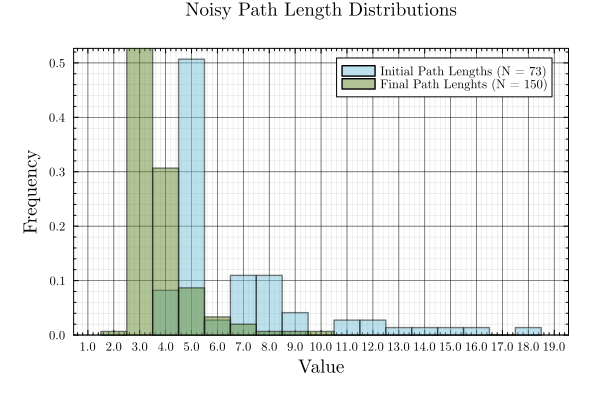 Noisy Path Length Distributions
Initial Path Lengths (N = 73)
Final Path Lenghts (N = 150)
Frequency
0.5
0.4
0.3
0.2
0.1
0.0
1.0 2.0 3.0 4.0 5.0 6.0 7.0 8.0 9.0 10.0 11.0 12.0 13.0 14.0 15.0 16.0 17.0 18.0 19.0
Value